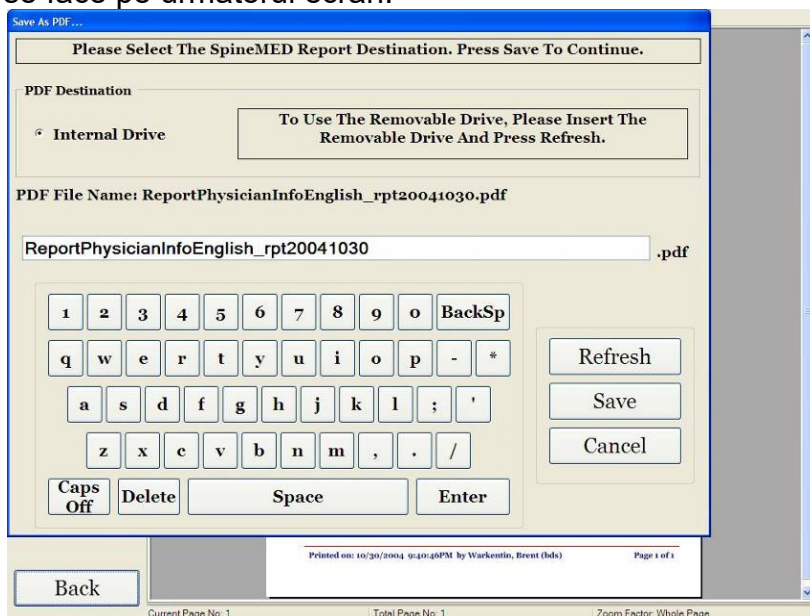 se face pe următorul ecran:
Save As PDF...
Please Select The SpineMED Report Destination. Press Save To Continue.
PDF Destination
Internal Drive
To Use The Removable Drive, Please Insert The
Removable Drive And Press Refresh.
PDF File Name: ReportPhysicianInfoEnglish_rpt20041030.pdf
ReportPhysicianInfoEnglish_rpt20041030 .pdf
1 2 3 4 5 6 7 8 9 0 BackSp
q w e r t y u i o p - *
a s d f g h j k l ; '
z x c v b n m , . /
Caps
Off Delete Space Enter
Refresh
Save
Cancel
Printed on: 10/30/2004 9:40:46PM by Warkentin, Brent (bds) Page 1 of 1
Back
Current Page No: 1 Total Page No: 1 Zoom Factor: Whole Page